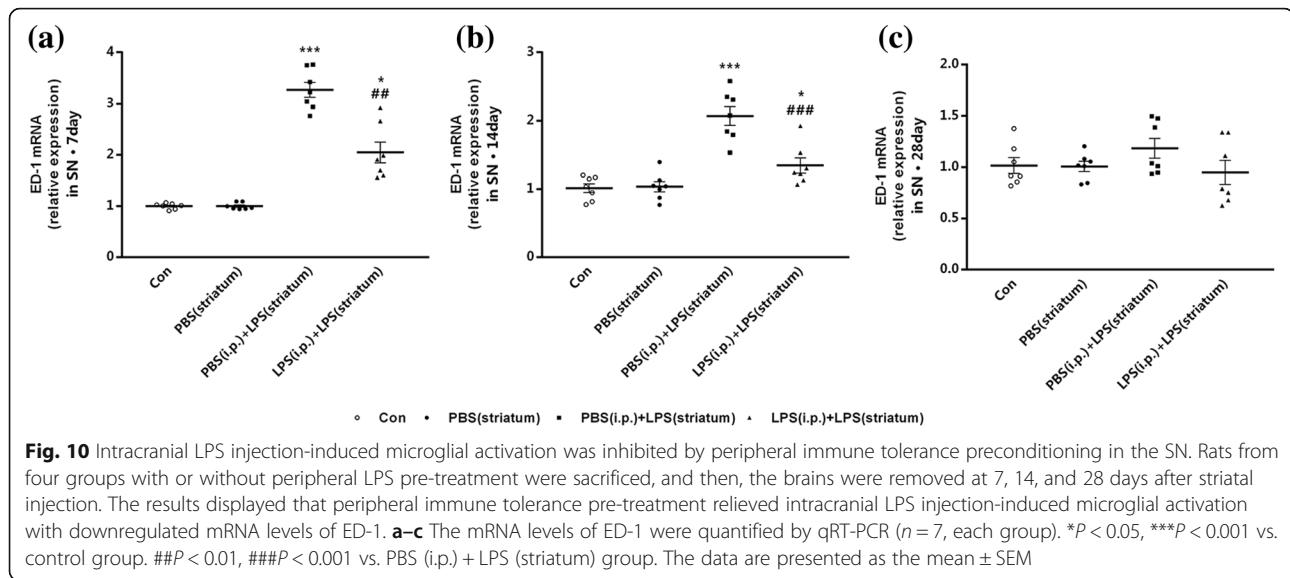 (a)
ED-1 mRNA
(relative expression)
in SN • 7day
4
3
2
1
0
***
*
##
Con
PBS(striatum)
PBS(i.p.)+LPS(striatum)
LPS(i.p.)+LPS(striatum)
(b)
ED-1 mRNA
(relative expression)
in SN • 14day
3
2
1
0
***
*
###
Con
PBS(striatum)
PBS(i.p.)+LPS(striatum)
LPS(i.p.)+LPS(striatum)
(c)
ED-1 mRNA
(relative expression)
in SN • 28day
2.0
1.5
1.0
0.5
0.0
Con
PBS(striatum)
PBS(i.p.)+LPS(striatum)
LPS(i.p.)+LPS(striatum)
Con PBS(striatum) PBS(i.p.)+LPS(striatum) LPS(i.p.)+LPS(striatum)
Fig. 10 Intracranial LPS injection-induced microglial activation was inhibited by peripheral immune tolerance preconditioning in the SN. Rats from
four groups with or without peripheral LPS pre-treatment were sacrificed, and then, the brains were removed at 7, 14, and 28 days after striatal
injection. The results displayed that peripheral immune tolerance pre-treatment relieved intracranial LPS injection-induced microglial activation
with downregulated mRNA levels of ED-1. a–c The mRNA levels of ED-1 were quantified by qRT-PCR (n = 7, each group). *P < 0.05, ***P < 0.001 vs.
control group. ##P < 0.01, ###P < 0.001 vs. PBS (i.p.) + LPS (striatum) group. The data are presented as the mean ± SEM